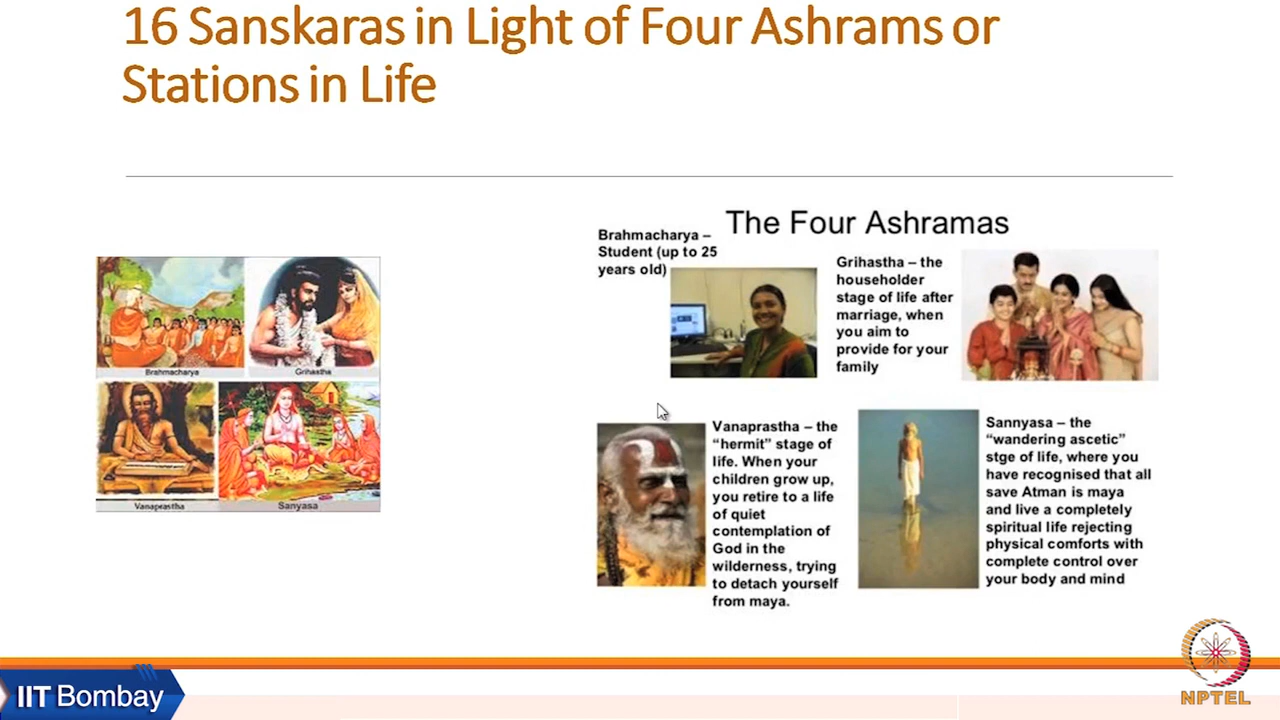 16 Sanskaras in Light of Four Ashrams or
Stations in Life
Brahmacharya
Grihastha
Vanaprastha
Sanyasa
The Four Ashramas
Brahmacharya –
Student (up to 25
years old)
Grihastha – the
householder
stage of life after
marriage, when
you aim to
provide for your
family
Vanaprastha – the
“hermit” stage of
life. When your
children grow up,
you retire to a life
of quiet
contemplation of
God in the
wilderness, trying
to detach yourself
from maya.
Sannyasa – the
“wandering ascetic”
stge of life, where you
have recognised that all
save Atman is maya
and live a completely
spiritual life rejecting
physical comforts with
complete control over
your body and mind
IIT Bombay
NPTEL